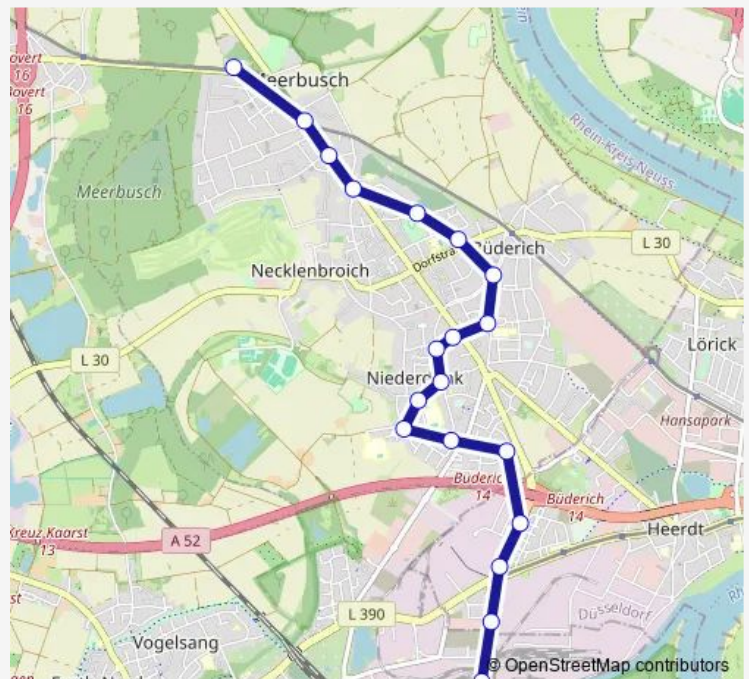 Meerbusch
Bovert
16
Bovert
16
Rhein-Kreis Neuss
Meerbusch
Büderich
L 30
Necklenbroich
L 30
Lörick
Hansapark
Büderich
14
Büderich
14
Heerdt
Kreuz Kaarst
13
A 52
L 390
Düsseldorf
Vogelsang
© OpenStreetMap contributors